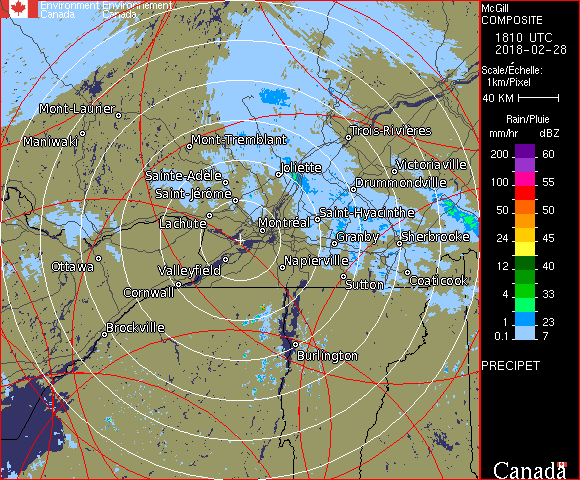 Environment Environnement
Canada Canada
McGill
COMPOSITE
1810 UTC
2018-02-28
Scale/Échelle:
1km/Pixel
40 KM
Rain/Pluie
mm/hr dBZ
200 60
150 57
100 55
50 50
24 45
12 40
4 33
1 23
0.1 7
PRECIPET
Canada
Mont-Laurier
Maniwaki
Mont-Tremblant
Trois-Rivières
Joliette
Victoriaville
Sainte-Adèle
Drummondville
Saint-Jérôme
Lachute
Saint-Hyacinthe
Montréal
Granby
Sherbrooke
Ottawa
Valleyfield
Napierville
Cornwall
Sutton
Coaticook
Brockville
Burlington